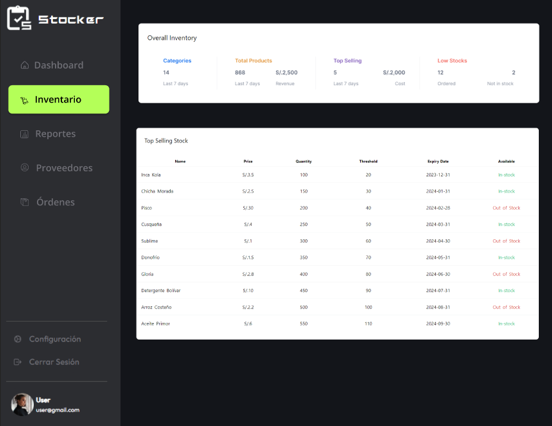 Stocker
Dashboard
Inventario
Reportes
Proveedores
Órdenes
Configuración
Cerrar Sesión
User
user@gmail.com
Overall Inventory
Categories Total Products Top Selling Low Stocks
14 868 S/.2,500 5 S/.2,000 12 2
Last 7 days Last 7 days Revenue Last 7 days Cost Ordered Not in stock
Top Selling Stock
Name Price Quantity Threshold Expiry Date Available
Inca Kola S/3.5 100 20 2023-12-31 In stock
Chicha Morada S/2.5 150 30 2024-01-31 In stock
Pisco S/30 200 40 2024-02-28 Out of Stock
Cusqueña S/4 250 50 2024-03-31 In stock
Sublime S/1 300 60 2024-04-30 Out of Stock
Donofrio S/1.5 350 70 2024-05-31 In stock
Gloria S/2.8 400 80 2024-06-30 Out of Stock
Detergente Bolívar S/10 450 90 2024-07-31 In stock
Arroz Costeño S/2.2 500 100 2024-08-31 Out of Stock
Aceite Primor S/6 550 110 2024-09-30 In stock